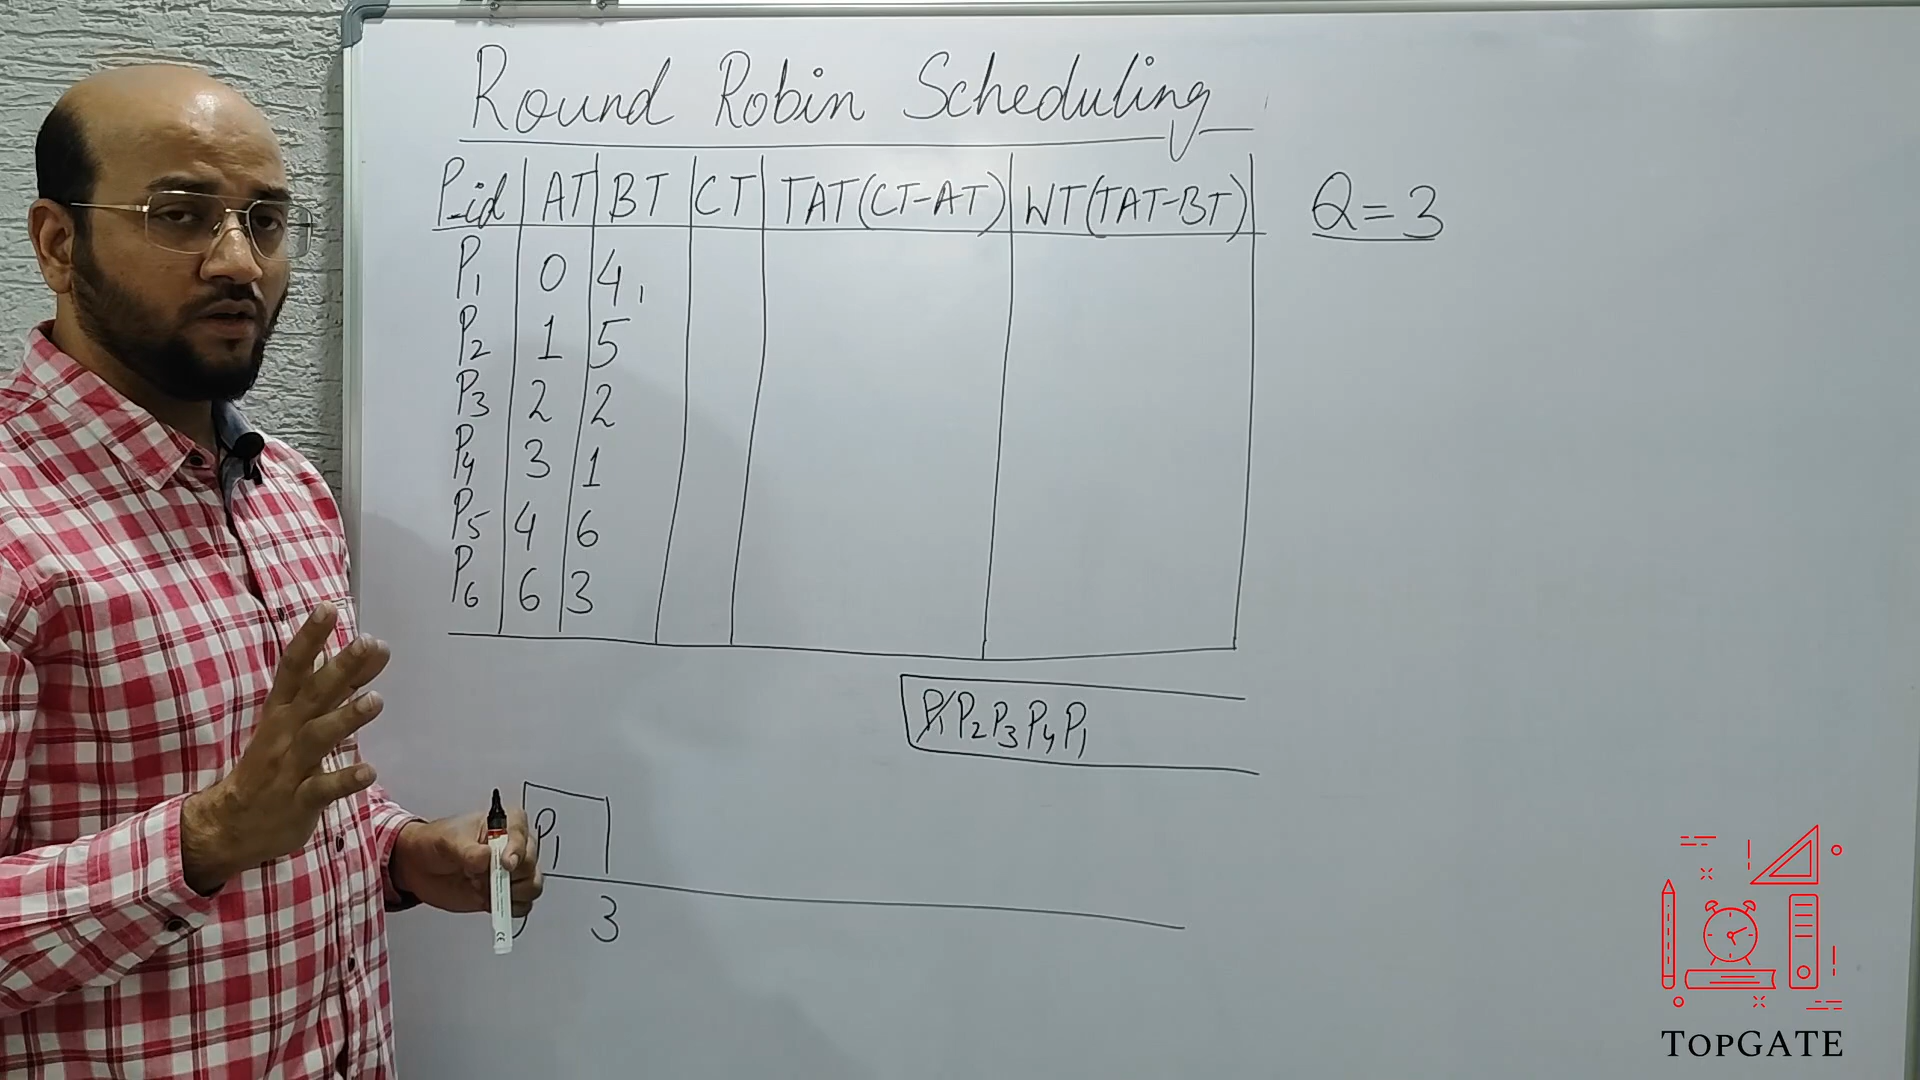 Round Robin Scheduling
P-id AT BT CT TAT(CT-AT) WT(TAT-BT) Q=3
P1 0 4 1
P2 1 5
P3 2 2
P4 3 1
P5 4 6
P6 6 3
P1 P2 P3 P4 P1
P1
3
TOPGATE